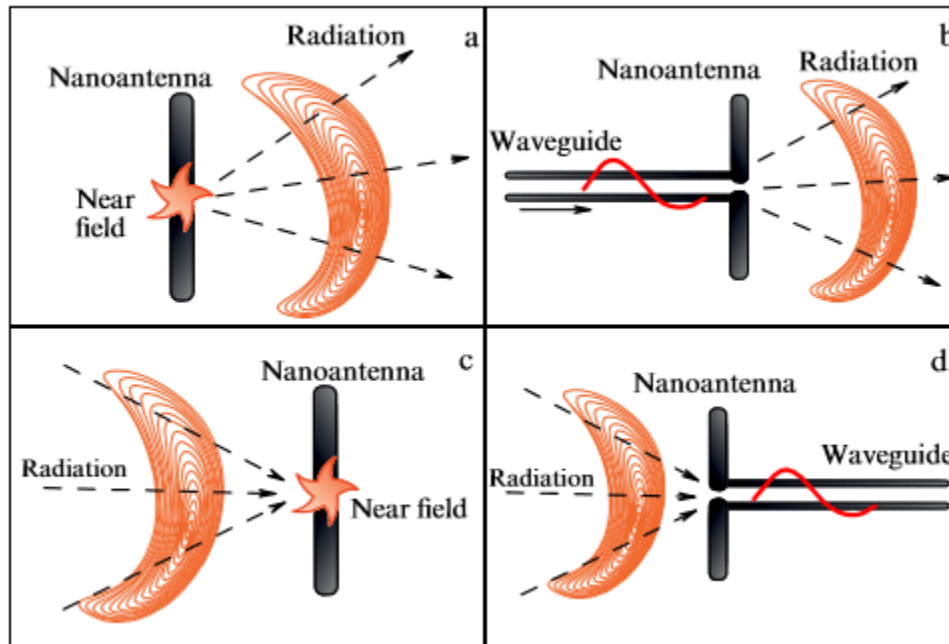 a
Radiation
Nanoantenna
Near
field
b
Nanoantenna
Radiation
Waveguide
c
Nanoantenna
Radiation
Near field
d
Nanoantenna
Waveguide
Radiation